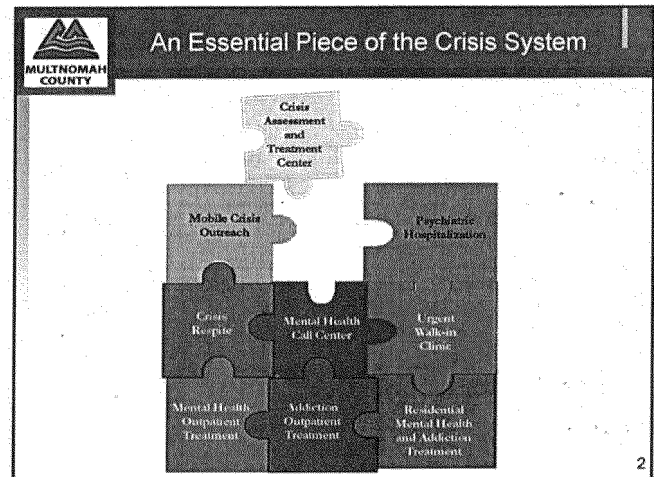 MULTNOMAH
COUNTY
An Essential Piece of the Crisis System
Crisis
Assessment
and
Treatment
Center
Mobile Crisis
Outreach
Psychiatric
Hospitalization
Crisis
Respite
Mental Health
Call Center
Urgent
Walk-in
Clinic
Mental Health
Outpatient
Treatment
Addiction
Outpatient
Treatment
Residential
Mental Health
and Addiction
Treatment
2